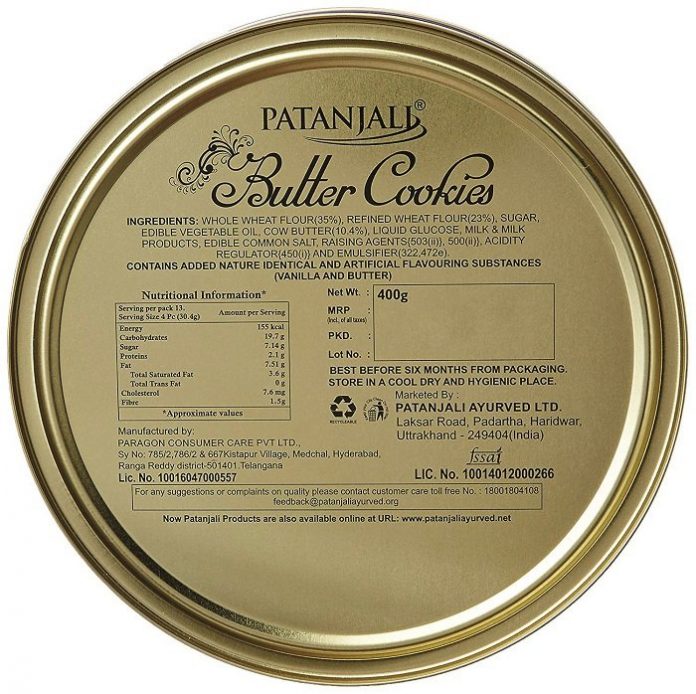 PATANJALI®
Butter Cookies
INGREDIENTS: WHOLE WHEAT FLOUR(35%), REFINED WHEAT FLOUR(23%), SUGAR,
EDIBLE VEGETABLE OIL, COW BUTTER(10.4%), LIQUID GLUCOSE, MILK & MILK
PRODUCTS, EDIBLE COMMON SALT, RAISING AGENTS{503(ii)}, 500(ii)}, ACIDITY
REGULATOR{450(i)} AND EMULSIFIER(322,472e).
CONTAINS ADDED NATURE IDENTICAL AND ARTIFICIAL FLAVOURING SUBSTANCES
(VANILLA AND BUTTER)
Nutritional Information*
Serving per pack 13.
Serving Size 4 Pc (30.4g) Amount per Serving
Energy 155 kcal
Carbohydrates 19.7 g
Sugar 7.14 g
Proteins 2.1 g
Fat 7.51 g
Total Saturated Fat 3.6 g
Total Trans Fat 0 g
Cholesterol 7.6 mg
Fibre 1.5g
*Approximate values
Net Wt. : 400g
MRP :
(Incl. of all taxes)
PKD. :
Lot No. :
BEST BEFORE SIX MONTHS FROM PACKAGING.
STORE IN A COOL DRY AND HYGIENIC PLACE.
RECYCLEABLE
Marketed By :
PATANJALI AYURVED LTD.
Laksar Road, Padartha, Haridwar,
Uttrakhand - 249404(India)
fssai
LIC. No. 10014012000266
Manufactured by:
PARAGON CONSUMER CARE PVT LTD.,
Sy No: 785/2,786/2 & 667Kistapur Village, Medchal, Hyderabad,
Ranga Reddy district-501401.Telangana
Lic. No. 10016047000557
For any suggestions or complaints on quality please contact customer care toll free No. : 18001804108
feedback@patanjaliayurved.org
Now Patanjali Products are also available online at URL: www.patanjaliayurved.net